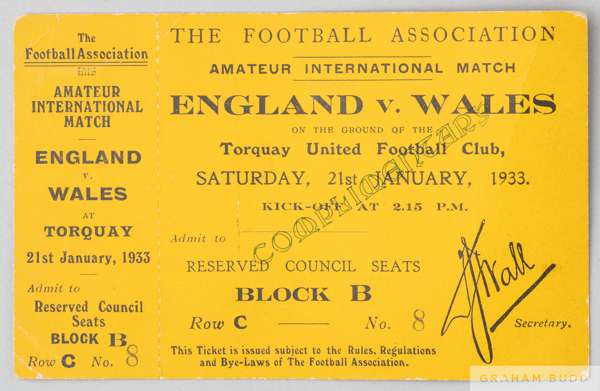 The
Football Association
AMATEUR
INTERNATIONAL
MATCH
ENGLAND
v.
WALES
AT
TORQUAY
21st January, 1933
Admit to
Reserved Council
Seats
BLOCK B
Row C No. 8
THE FOOTBALL ASSOCIATION
AMATEUR INTERNATIONAL MATCH
ENGLAND v. WALES
ON THE GROUND OF THE
Torquay United Football Club,
SATURDAY, 21st JANUARY, 1933.
KICK-OFF AT 2.15 P.M.
COMPLIMENTARY
Admit to
RESERVED COUNCIL SEATS
BLOCK B
Row C —— No. 8
Wall
Secretary.
This Ticket is issued subject to the Rules, Regulations
and Bye-Laws of The Football Association.
GRAHAM BUDD